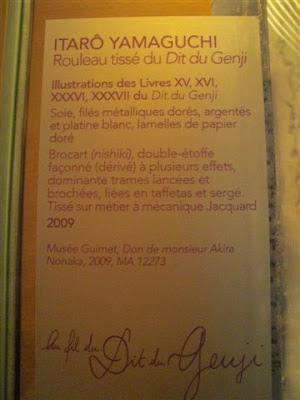 ITARÔ YAMAGUCHI
Rouleau tissé du Dit du Genji
Illustrations des Livres XV, XVI,
XXXVI, XXXVII du Dit du Genji
Soie, filés métalliques dorés, argentés
et platine blanc, lamelles de papier
doré
Brocart (nishiki), double-étoffe
façonné (dérivé) à plusieurs effets,
dominante trames lancées et
brochées, liées en taffetas et sergé.
Tissé sur métier à mécanique Jacquard
2009
Musée Guimet, Don de monsieur Akira
Nonaka, 2009, MA 12273
Au fil du
Dit du Genji